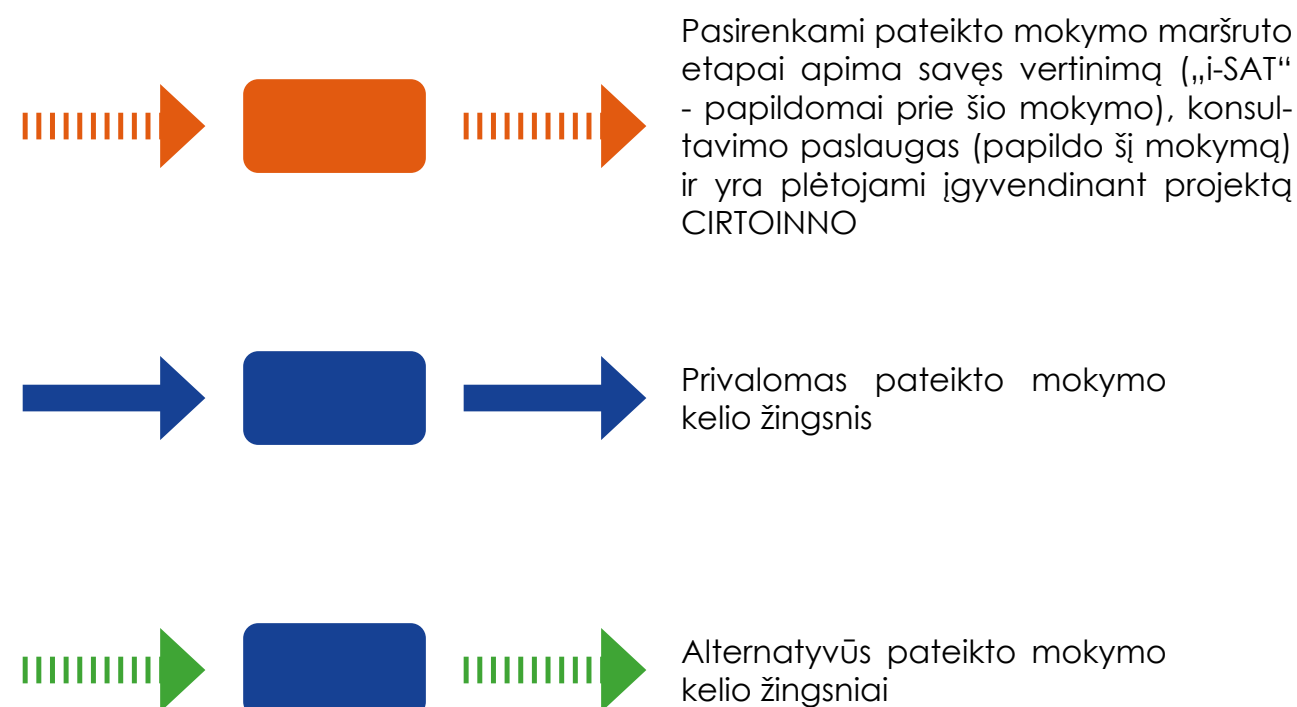 Pasirenkami pateikto mokymo maršruto
etapai apima savęs vertinimą („i-SAT“
- papildomai prie šio mokymo), konsul-
tavimo paslaugas (papildo šį mokymą)
ir yra plėtojami įgyvendinant projektą
CIRTOINNO
Privalomas pateikto mokymo
kelio žingsnis
Alternatyvūs pateikto mokymo
kelio žingsniai